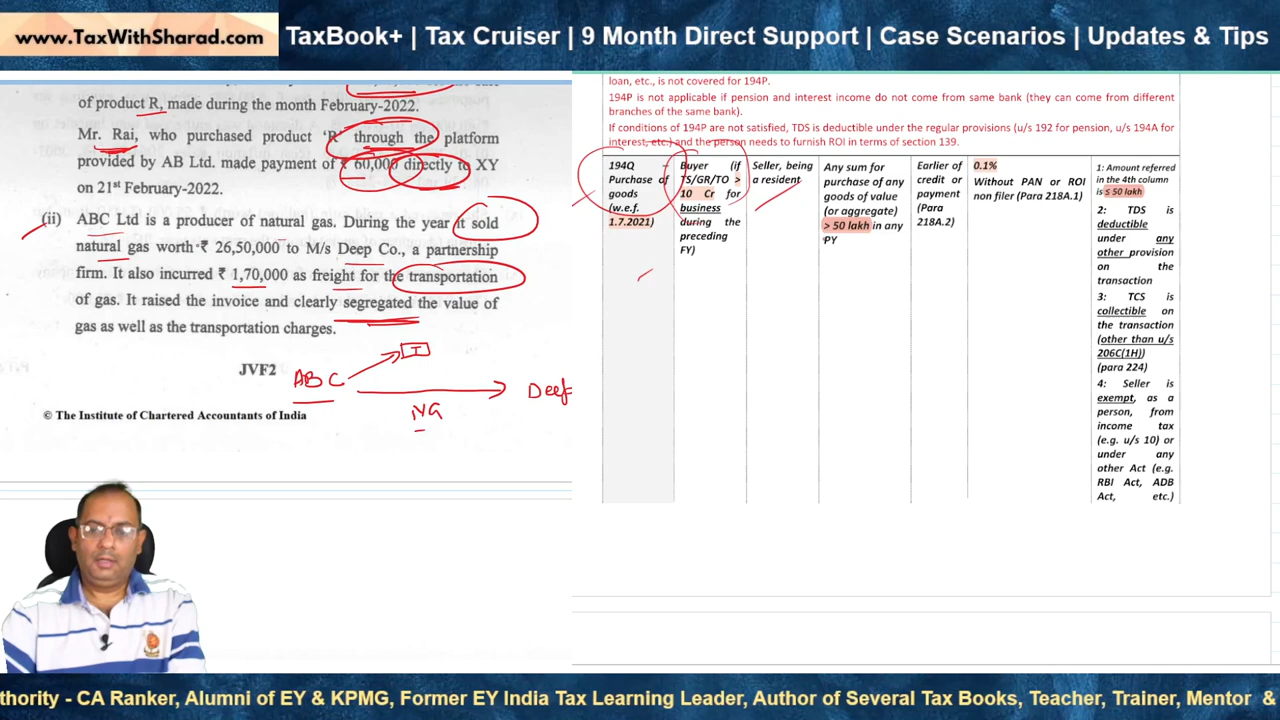 www.TaxWithSharad.com
TaxBook+ | Tax Cruiser | 9 Month Direct Support | Case Scenarios | Updates & Tips
of product R, made during the month February-2022.
Mr. Rai, who purchased product 'R' through the platform
provided by AB Ltd, made payment of ₹ 60,000 directly to XY
on 21st February-2022.
(ii) ABC Ltd is a producer of natural gas. During the year it sold
natural gas worth ₹ 26,50,000 to M/s Deep Co., a partnership
firm. It also incurred ₹ 1,70,000 as freight for the transportation
of gas. It raised the invoice and clearly segregated the value of
gas as well as the transportation charges.
JVF2
ABC
T
NG
Deep
© The Institute of Chartered Accountants of India
loan, etc., is not covered for 194P.
194P is not applicable if pension and interest income do not come from same bank (they can come from different
branches of the same bank).
If conditions of 194P are not satisfied, TDS is deductible under the regular provisions (u/s 192 for pension, u/s 194A for
interest, etc.) and the person needs to furnish ROI in terms of section 139.
194Q –
Purchase of
goods
(w.e.f.
1.7.2021)
Buyer (if
TS/GR/TO >
10 Cr for
business
during the
preceding
FY)
Seller, being
a resident
Any sum for
purchase of any
goods of value
(or aggregate)
> 50 lakh in any
PY
Earlier of
credit or
payment (Para
218A.2)
0.1%
Without PAN or ROI
non filer (Para 218A.1)
1: Amount referred
in the 4th column
is ≤ 50 lakh
2: TDS is
deductible
under any
other provision
on the
transaction
3: TCS is
collectible on
the transaction
(other than u/s
206C(1H))
(para 224)
4: Seller is
exempt, as a
person, from
income tax
(e.g. u/s 10) or
under any
other Act (e.g.
RBI Act, ADB
Act, etc.)
thority - CA Ranker, Alumni of EY & KPMG, Former EY India Tax Learning Leader, Author of Several Tax Books, Teacher, Trainer, Mentor &